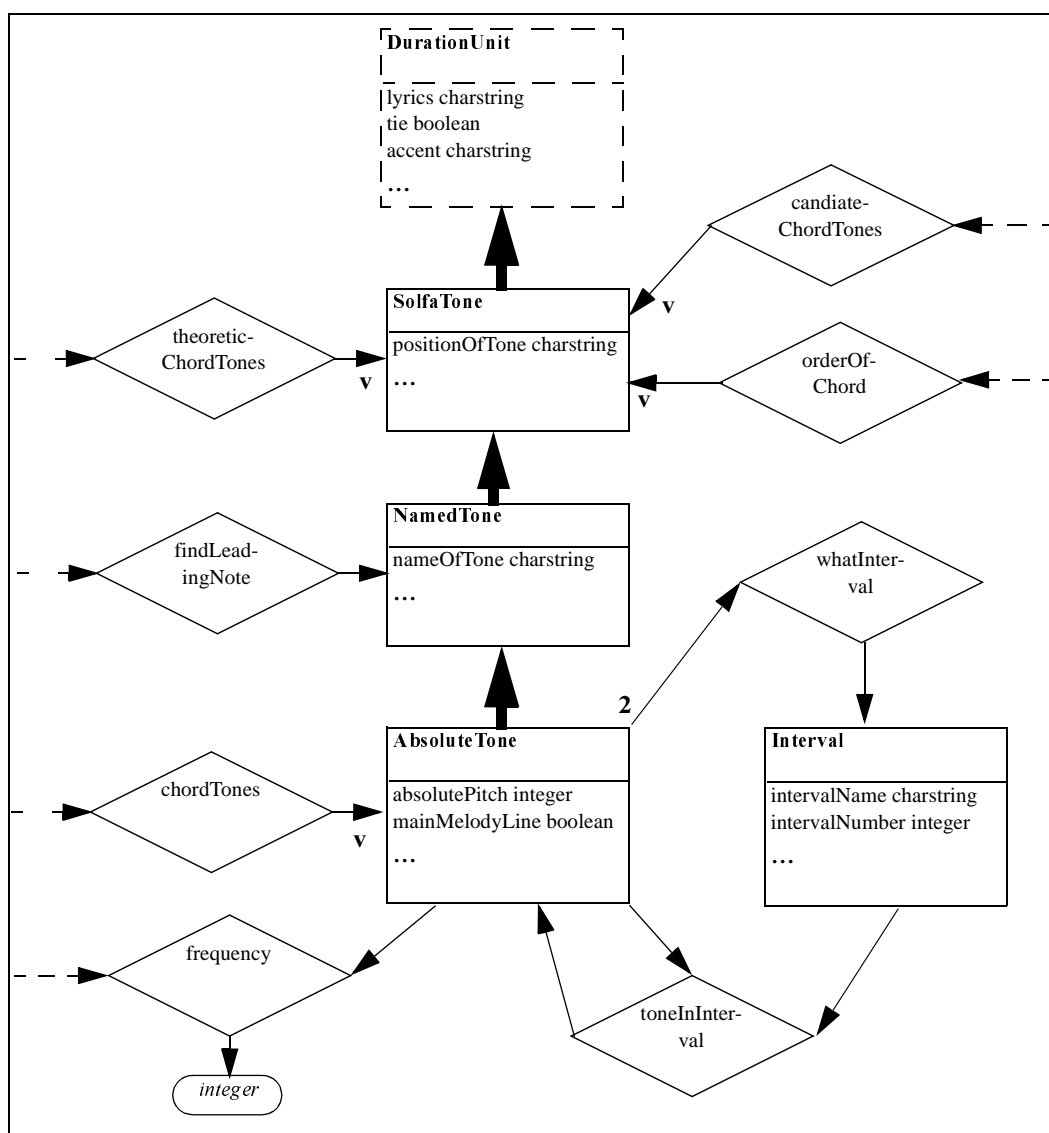 DurationUnit
lyrics charstring
tie boolean
accent charstring
...
candiate-
ChordTones
v
SolfaTone
positionOfTone charstring
...
theoretic-
ChordTones
v
orderOf-
Chord
v
NamedTone
nameOfTone charstring
...
findLead-
ingNote
whatInter-
val
2
AbsoluteTone
absolutePitch integer
mainMelodyLine boolean
...
Interval
intervalName charstring
intervalNumber integer
...
chordTones
v
frequency
toneInInter-
val
integer